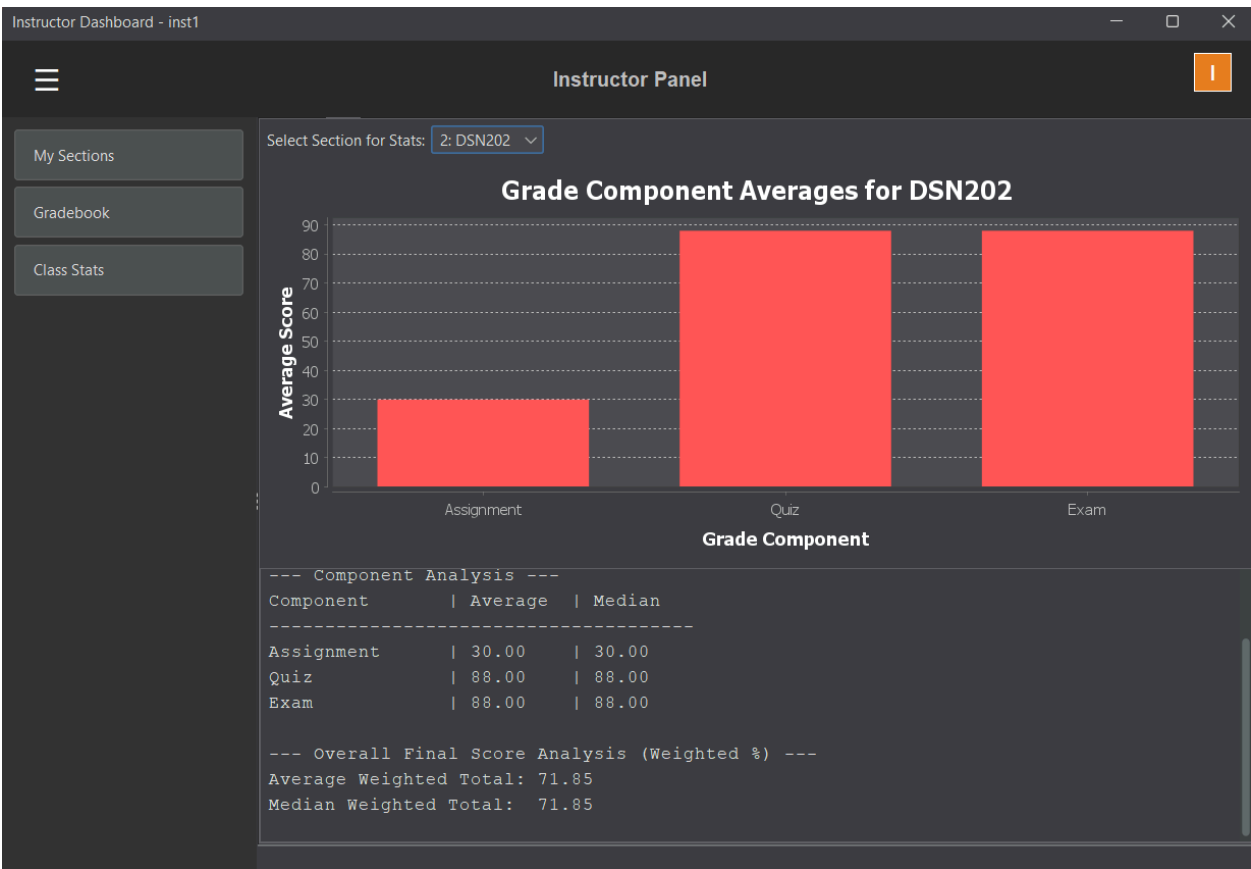 Instructor Dashboard - inst1
Instructor Panel
I
My Sections
Gradebook
Class Stats
Select Section for Stats: 2: DSN202
Grade Component Averages for DSN202
Average Score
90
80
70
60
50
40
30
20
10
0
Assignment Quiz Exam
Grade Component
--- Component Analysis ---
Component | Average | Median
--------------------------------------
Assignment | 30.00 | 30.00
Quiz | 88.00 | 88.00
Exam | 88.00 | 88.00
--- Overall Final Score Analysis (Weighted %) ---
Average Weighted Total: 71.85
Median Weighted Total: 71.85